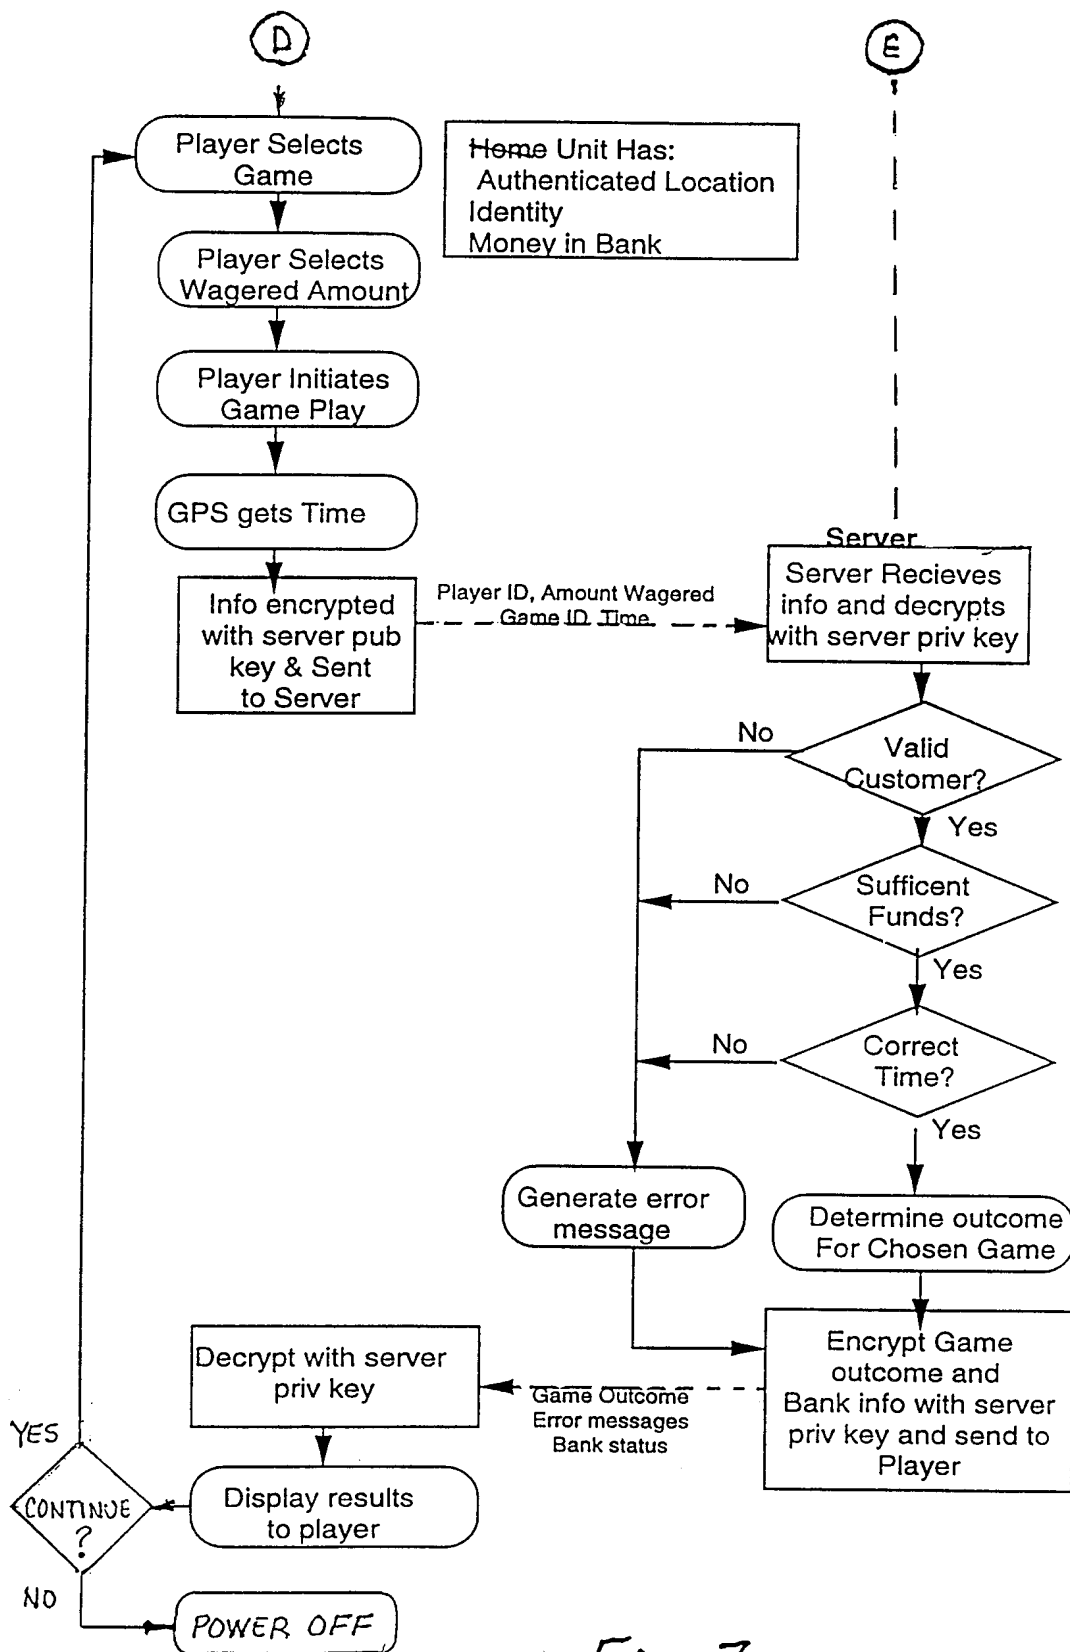 D
E
Player Selects
Game
Home Unit Has:
Authenticated Location
Identity
Money in Bank
Player Selects
Wagered Amount
Player Initiates
Game Play
GPS gets Time
Info encrypted
with server pub
key & Sent
to Server
Player ID, Amount Wagered
Game ID Time
Server
Server Recieves
info and decrypts
with server priv key
Valid
Customer?
No
Yes
Sufficent
Funds?
No
Yes
Correct
Time?
No
Yes
Generate error
message
Determine outcome
For Chosen Game
Encrypt Game
outcome and
Bank info with server
priv key and send to
Player
Game Outcome
Error messages
Bank status
Decrypt with server
priv key
Display results
to player
YES
CONTINUE
?
NO
POWER OFF